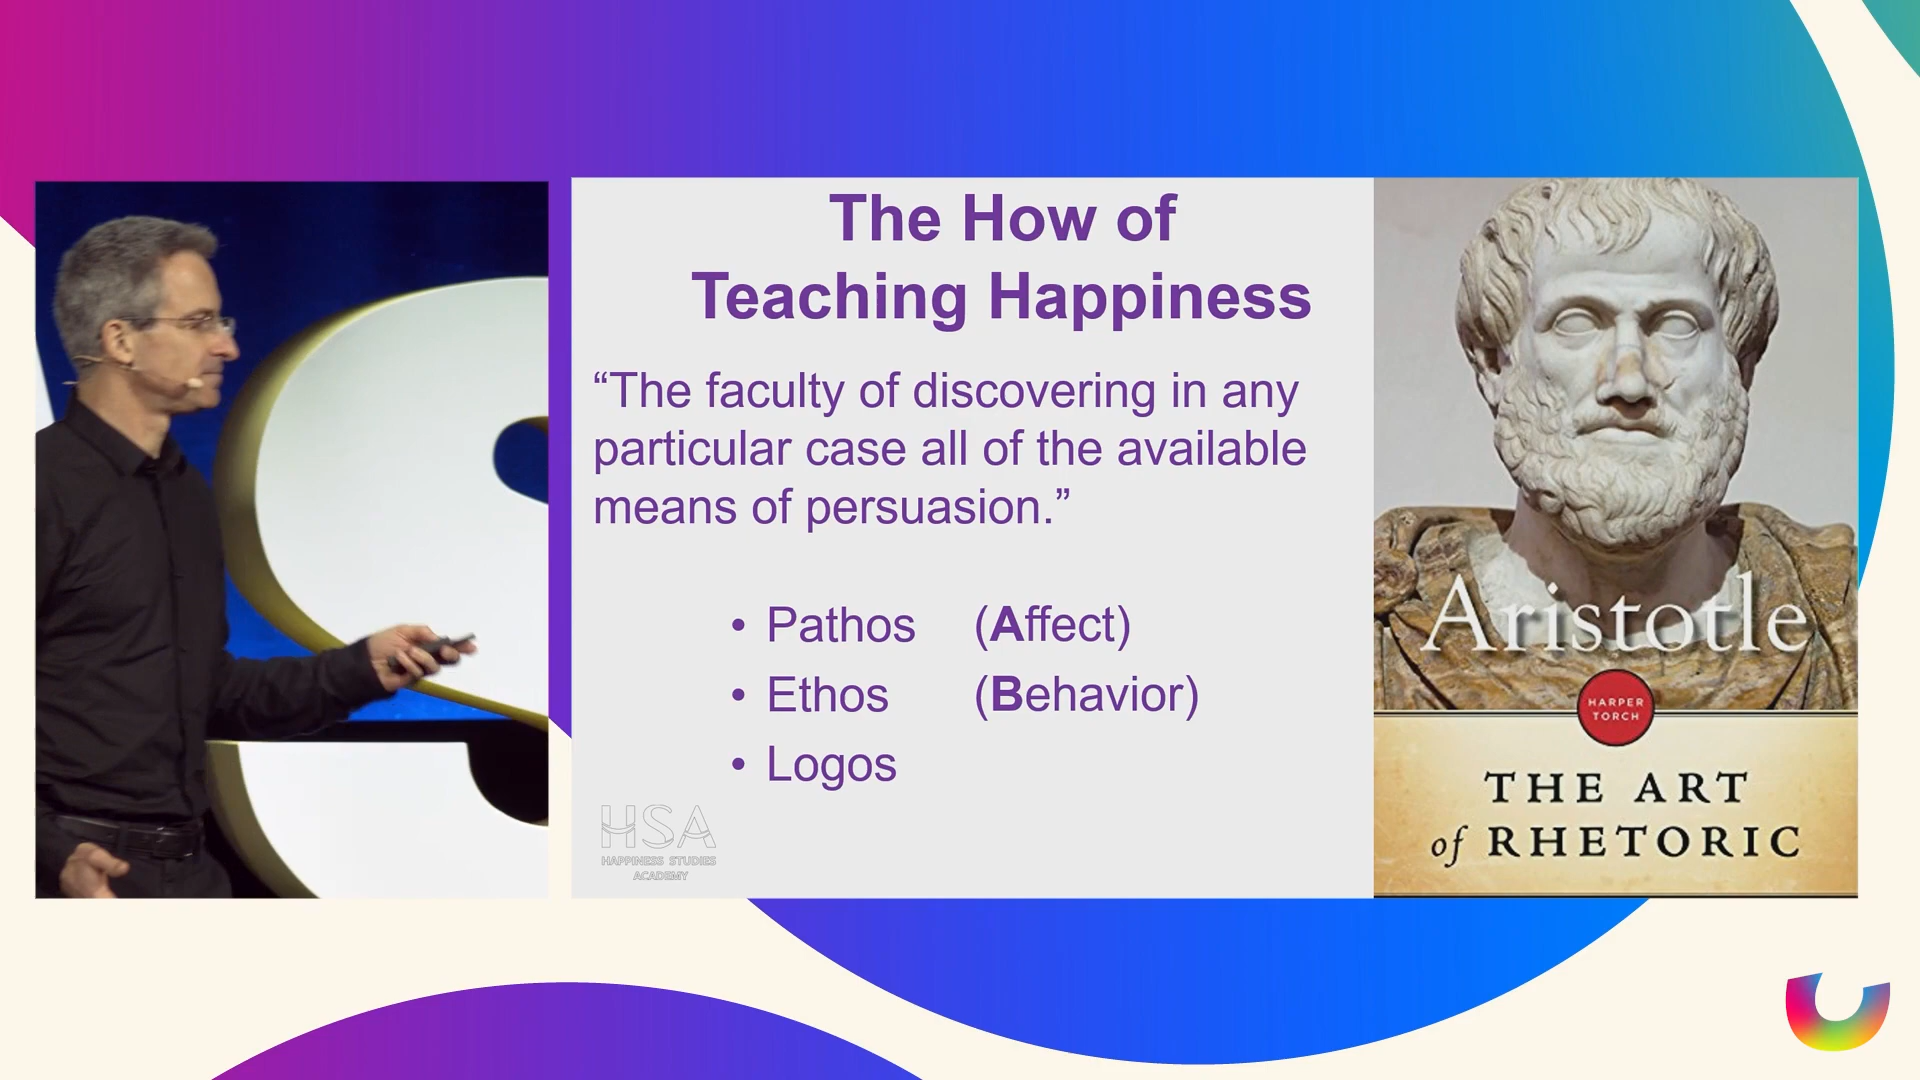 The How of
Teaching Happiness
“The faculty of discovering in any
particular case all of the available
means of persuasion.”
• Pathos (Affect)
• Ethos (Behavior)
• Logos
HSA
HAPPINESS STUDIES
ACADEMY
Aristotle
HARPER
TORCH
THE ART
of RHETORIC